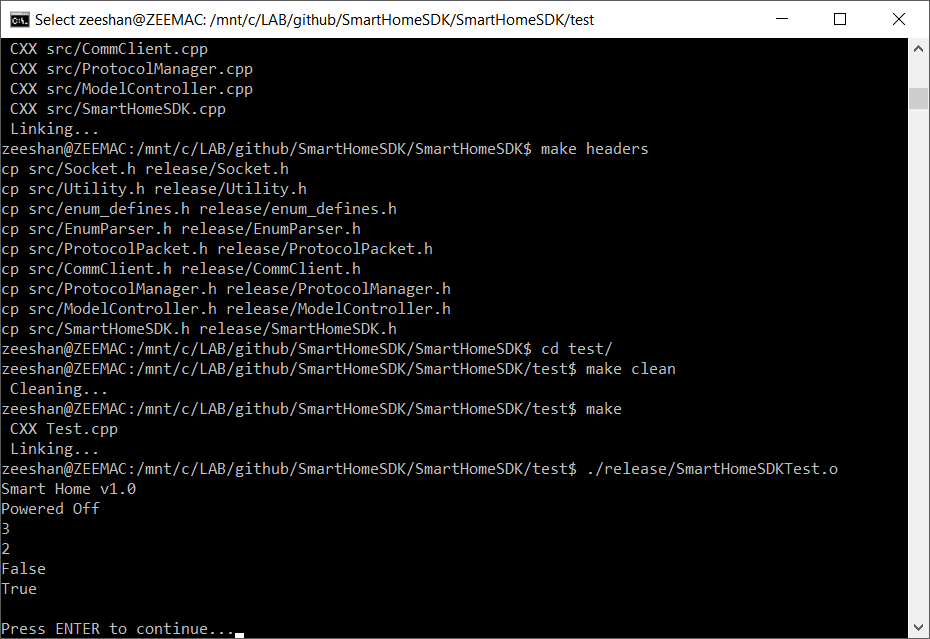 Select zeeshan@ZEEMAC: /mnt/c/LAB/github/SmartHomeSDK/SmartHomeSDK/test
CXX src/CommClient.cpp
CXX src/ProtocolManager.cpp
CXX src/ModelController.cpp
CXX src/SmartHomeSDK.cpp
Linking...
zeeshan@ZEEMAC:/mnt/c/LAB/github/SmartHomeSDK/SmartHomeSDK$ make headers
cp src/Socket.h release/Socket.h
cp src/Utility.h release/Utility.h
cp src/enum_defines.h release/enum_defines.h
cp src/EnumParser.h release/EnumParser.h
cp src/ProtocolPacket.h release/ProtocolPacket.h
cp src/CommClient.h release/CommClient.h
cp src/ProtocolManager.h release/ProtocolManager.h
cp src/ModelController.h release/ModelController.h
cp src/SmartHomeSDK.h release/SmartHomeSDK.h
zeeshan@ZEEMAC:/mnt/c/LAB/github/SmartHomeSDK/SmartHomeSDK$ cd test/
zeeshan@ZEEMAC:/mnt/c/LAB/github/SmartHomeSDK/SmartHomeSDK/test$ make clean
Cleaning...
zeeshan@ZEEMAC:/mnt/c/LAB/github/SmartHomeSDK/SmartHomeSDK/test$ make
CXX Test.cpp
Linking...
zeeshan@ZEEMAC:/mnt/c/LAB/github/SmartHomeSDK/SmartHomeSDK/test$ ./release/SmartHomeSDKTest.o
Smart Home v1.0
Powered Off
3
2
False
True
Press ENTER to continue...